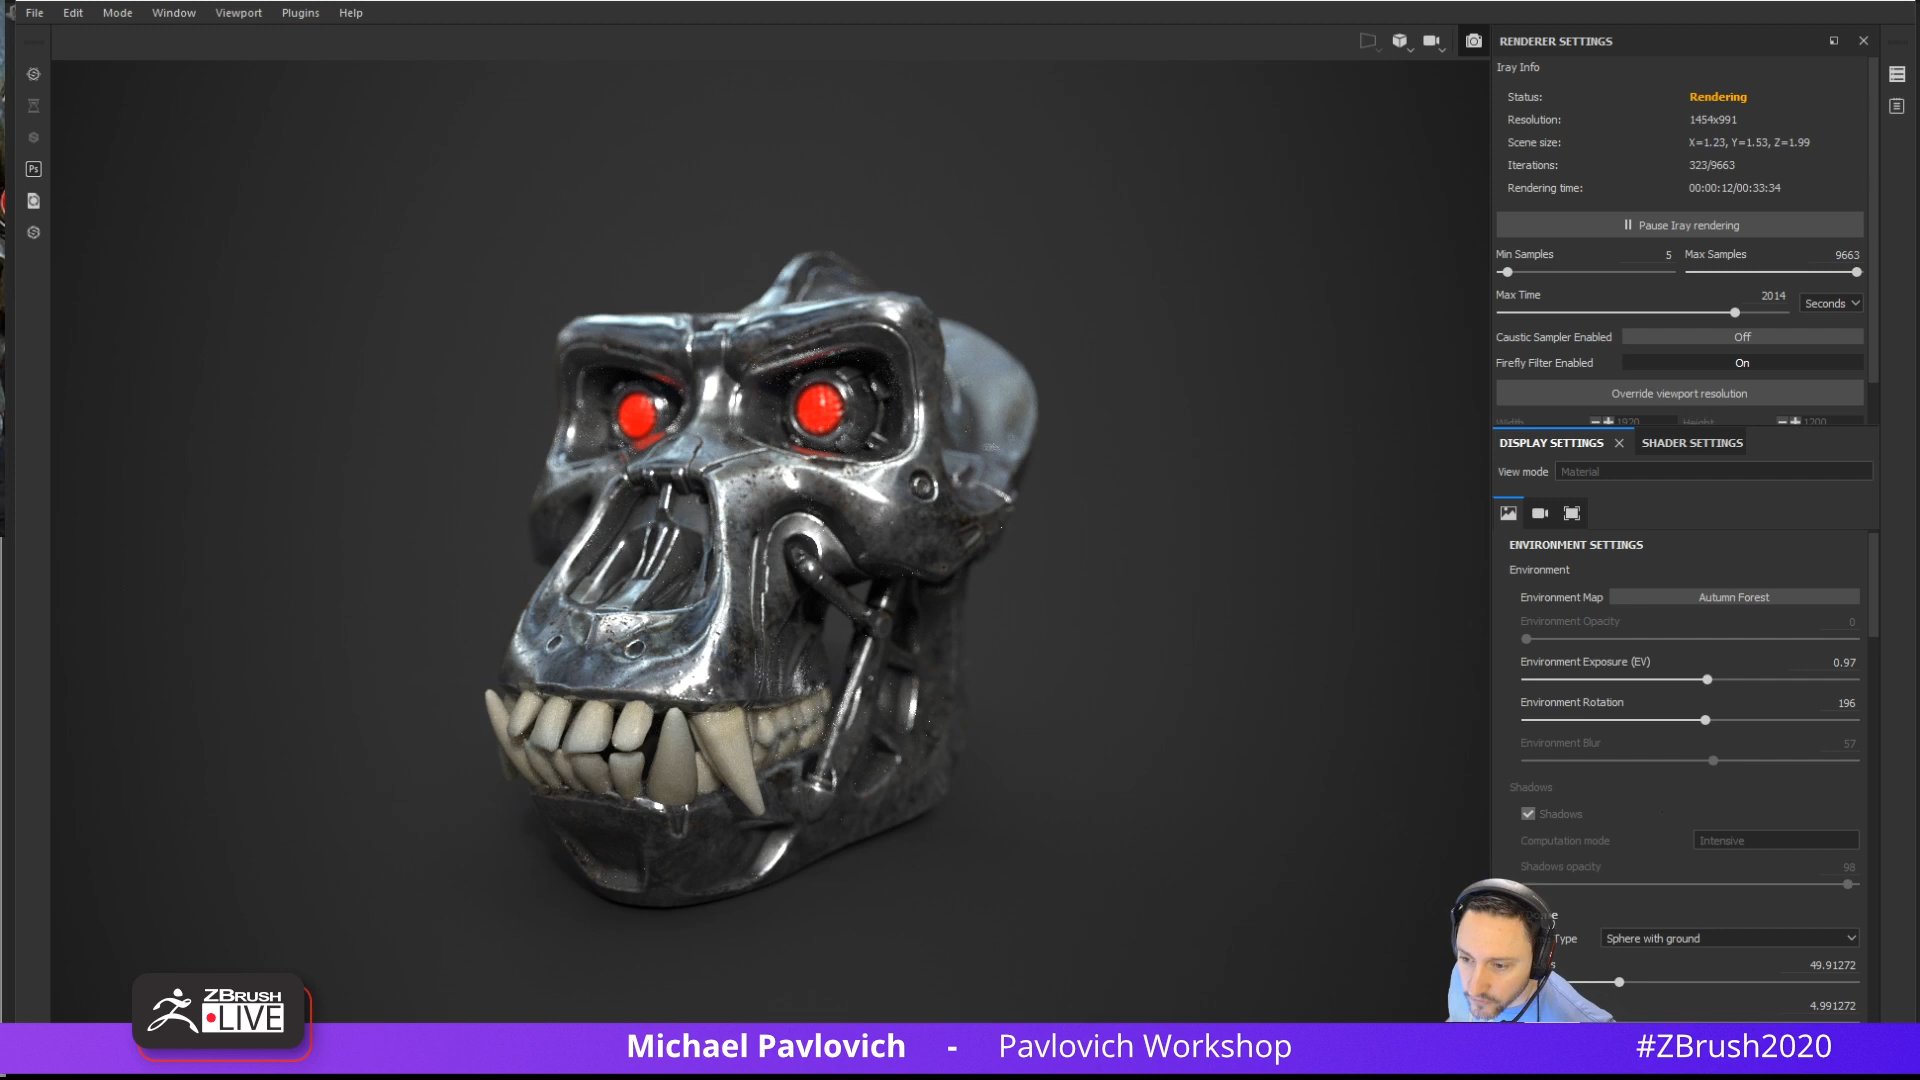 File Edit Mode Window Viewport Plugins Help
RENDERER SETTINGS
Iray Info
Status: Rendering
Resolution: 1454x991
Scene size: X=1.23, Y=1.53, Z=1.99
Iterations: 323/9663
Rendering time: 00:00:12/00:33:34
Pause Iray rendering
Min Samples 5 Max Samples 9663
Max Time 2014 Seconds
Caustic Sampler Enabled Off
Firefly Filter Enabled On
Override viewport resolution
Width 1920 Height 1200
DISPLAY SETTINGS SHADER SETTINGS
View mode Material
Ps
ENVIRONMENT SETTINGS
Environment
Environment Map Autumn Forest
Environment Opacity 0
Environment Exposure (EV) 0.97
Environment Rotation 196
Environment Blur 57
Shadows
Shadows
Computation mode Intensive
Shadows opacity 98
Type Sphere with ground
49.91272
4.991272
ZBRUSH
LIVE
Michael Pavlovich - Pavlovich Workshop #ZBrush2020